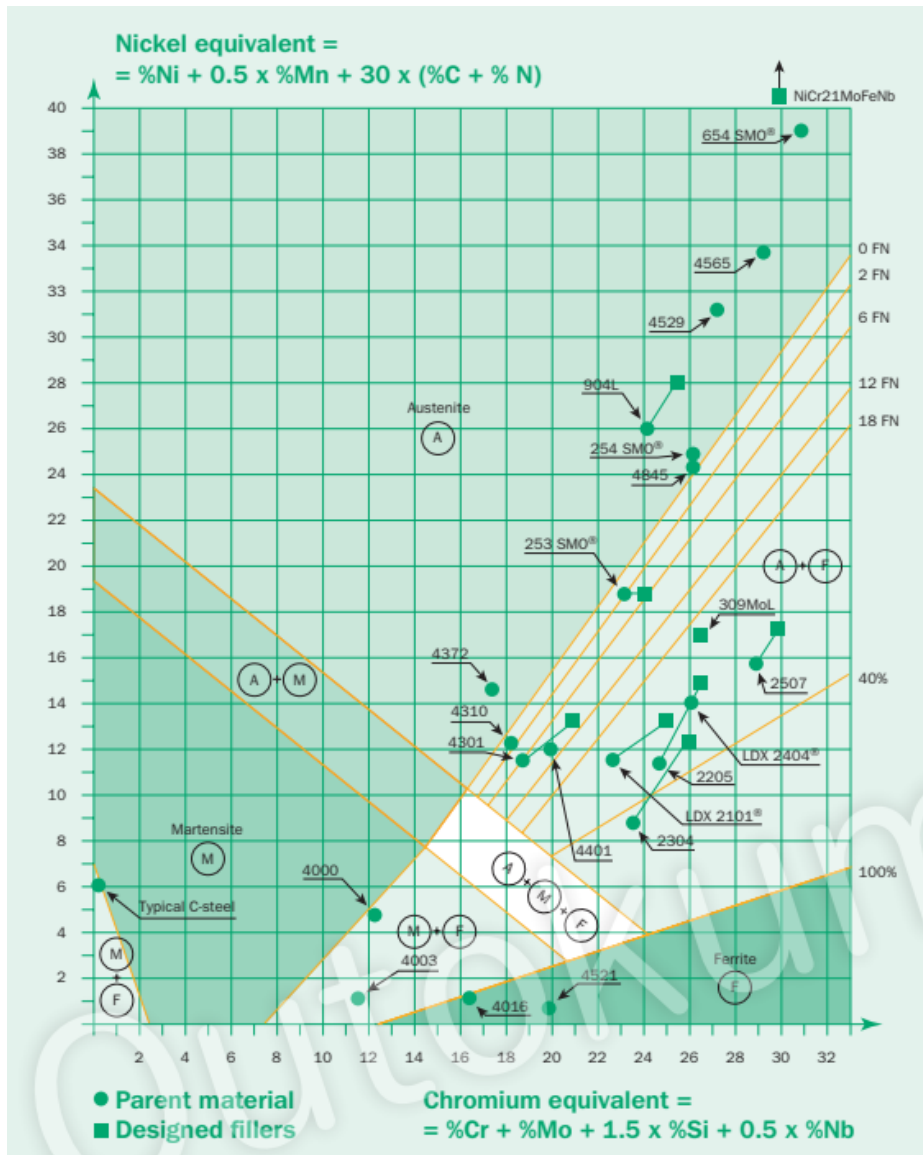 Nickel equivalent =
= %Ni + 0.5 x %Mn + 30 x (%C + % N)
NiCr21MoFeNb
40
654 SMO®
38
36
34
0 FN
4565
2 FN
32
4529
6 FN
30
28
904L
12 FN
Austenite
26
18 FN
A
254 SMO®
24
4845
22
253 SMO®
20
A + F
18
309MoL
4372
16
A + M
2507
40%
14
4310
4301
LDX 2404®
12
2205
10
LDX 2101®
Martensite
4401
2304
8
M
4000
A + M + F
100%
6
Typical C-steel
4
M + F
M + F
4003
Ferrite
2
4521
F
4016
2 4 6 8 10 12 14 16 18 20 22 24 26 28 30 32
Parent material
Designed fillers
Chromium equivalent =
= %Cr + %Mo + 1.5 x %Si + 0.5 x %Nb